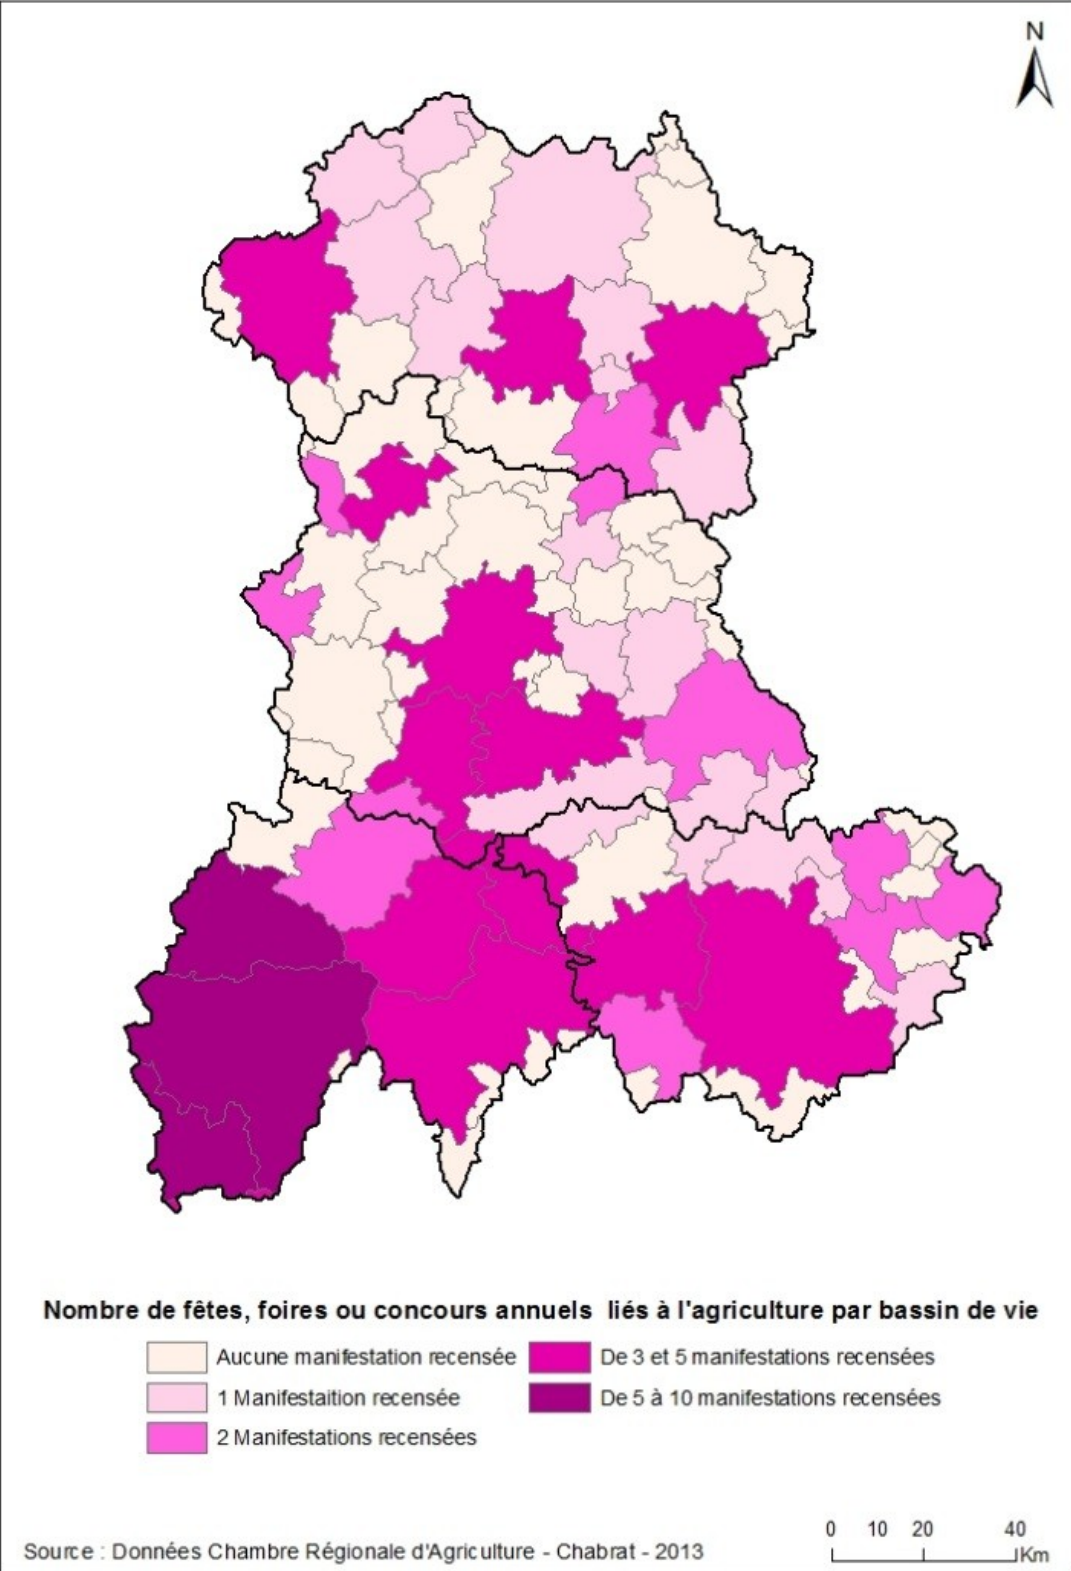 N
Nombre de fêtes, foires ou concours annuels liés à l'agriculture par bassin de vie
Aucune manifestation recensée
De 3 et 5 manifestations recensées
1 Manifestaition recensée
De 5 à 10 manifestations recensées
2 Manifestations recensées
0 10 20 40
Km
Source : Données Chambre Régionale d'Agriculture - Chabrat - 2013